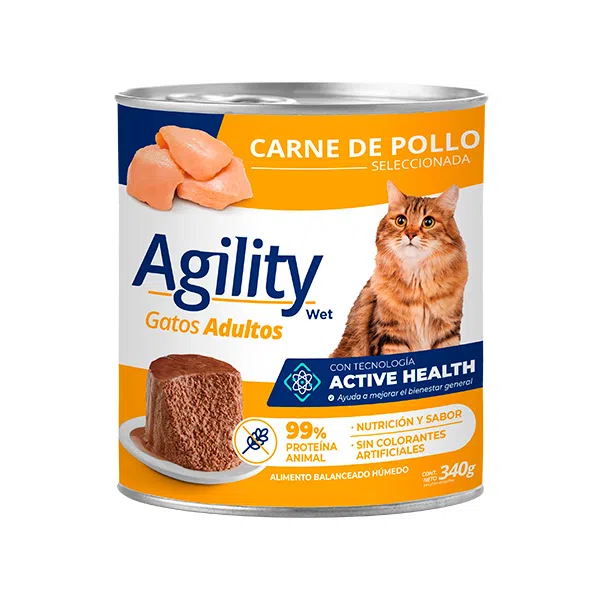 CARNE DE POLLO
SELECCIONADA
Agility
Wet
Gatos Adultos
CON TECNOLOGÍA
ACTIVE HEALTH
Ayuda a mejorar el bienestar general
99%
PROTEÍNA
ANIMAL
· NUTRICIÓN Y SABOR
· SIN COLORANTES
ARTIFICIALES
ALIMENTO BALANCEADO HÚMEDO
CONT.
NETO 340g